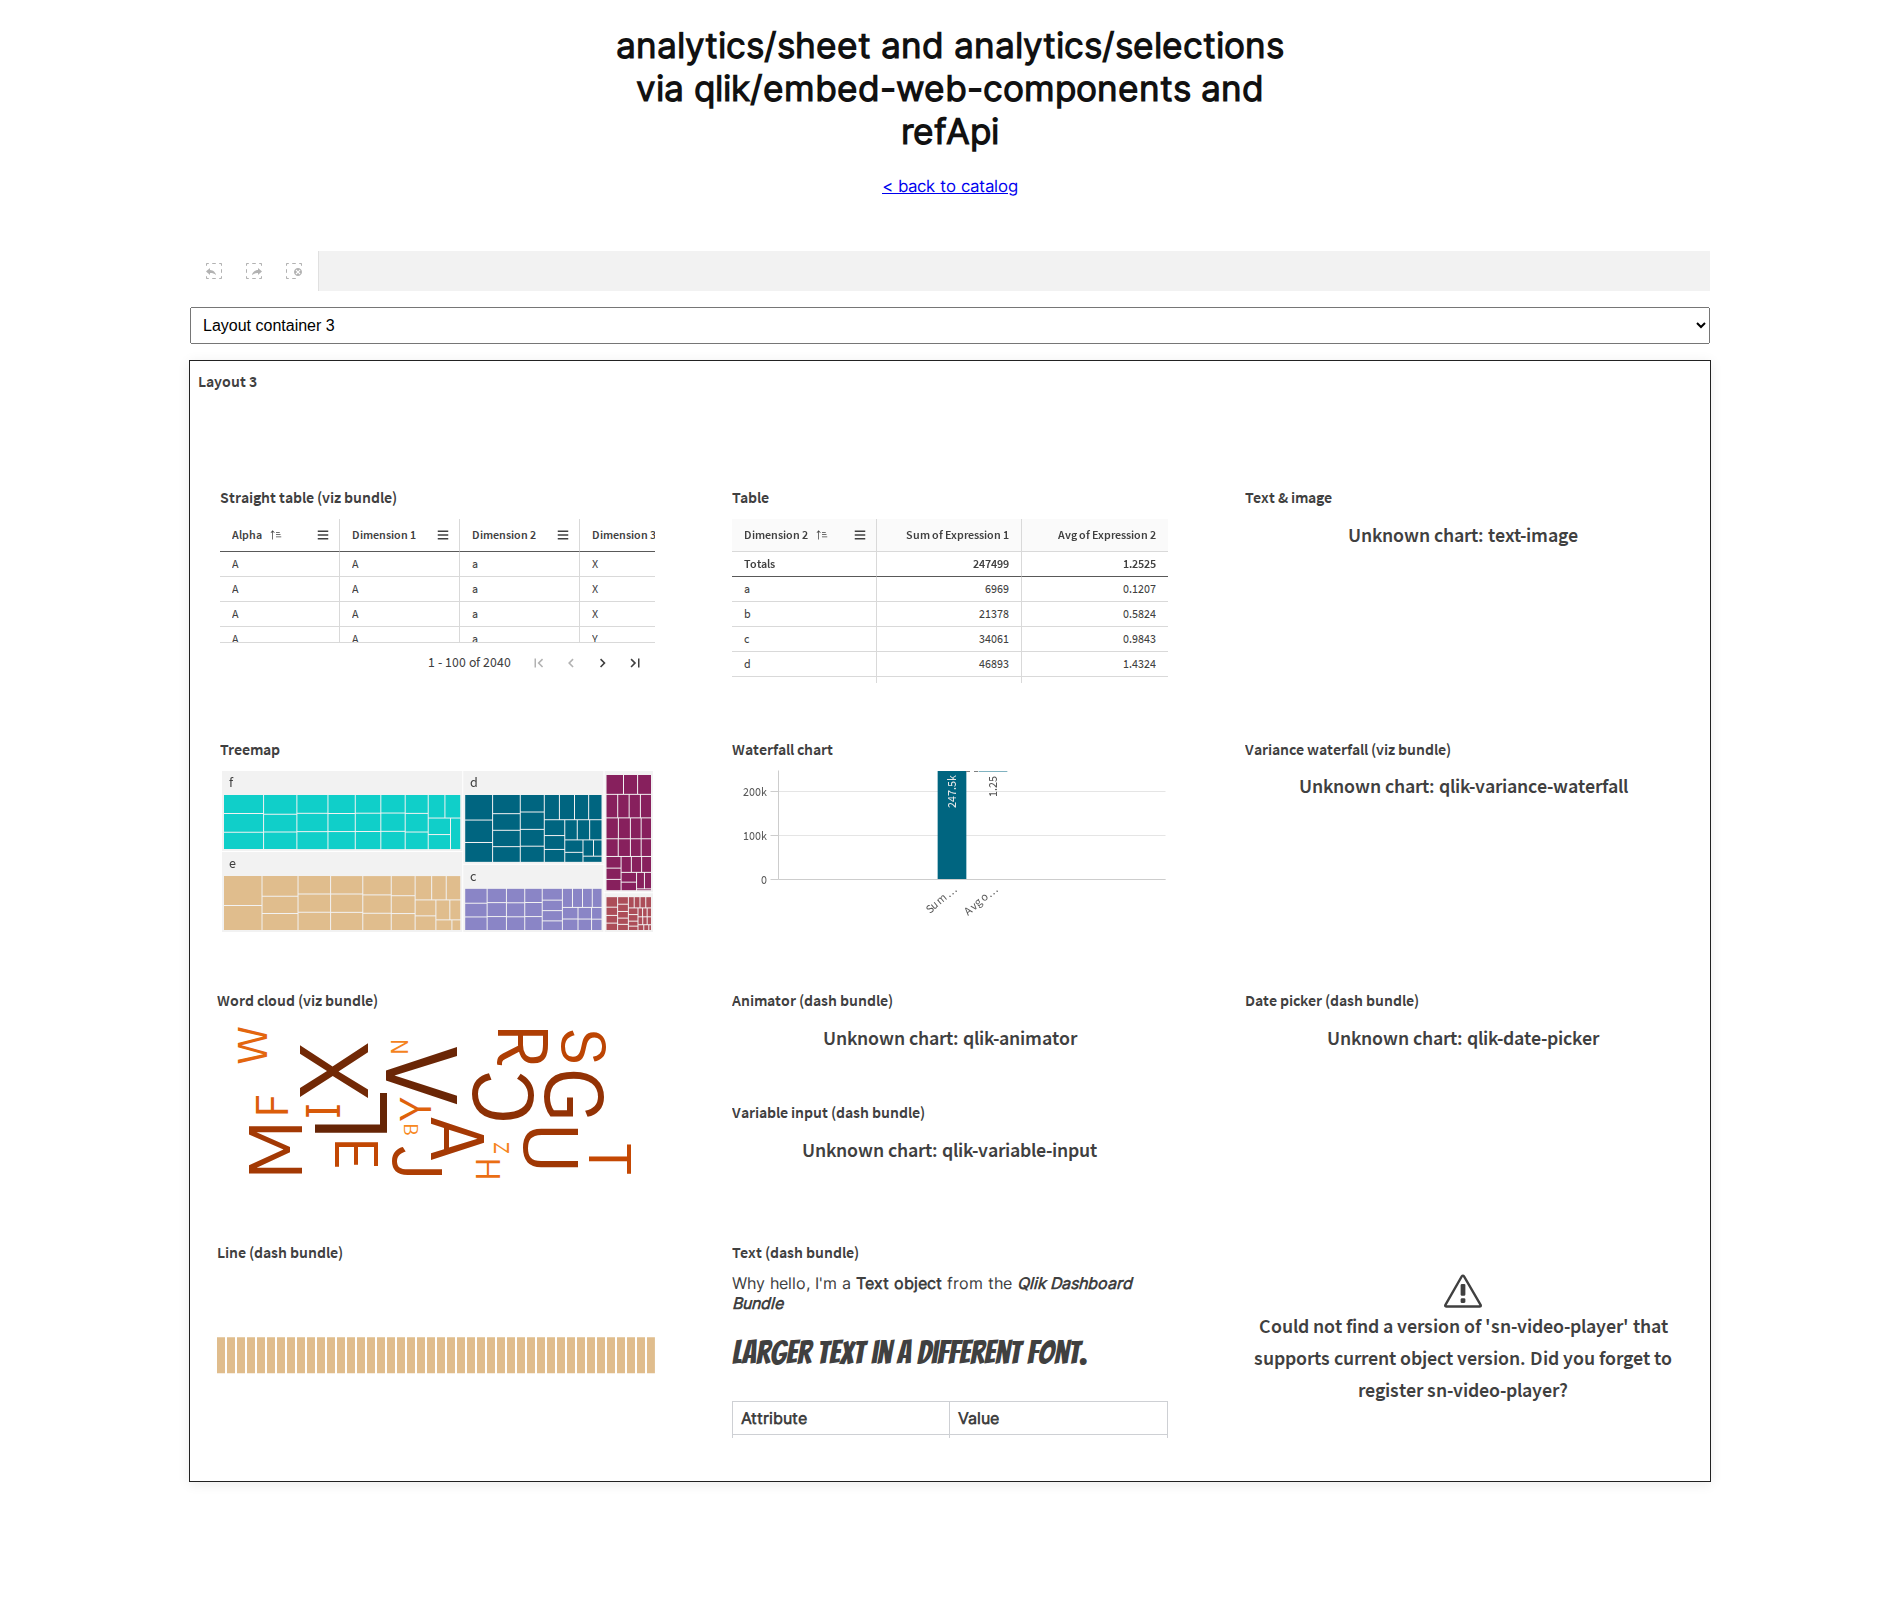 analytics/sheet and analytics/selections
via qlik/embed-web-components and
refApi
< back to catalog
Layout container 3
Layout 3
Straight table (viz bundle)
Alpha Dimension 1 Dimension 2 Dimension 3
A A a X
A A a X
A A a X
A A a Y
1 - 100 of 2040
Table
Dimension 2 Sum of Expression 1 Avg of Expression 2
Totals 247499 1.2525
a 6969 0.1207
b 21378 0.5824
c 34061 0.9843
d 46893 1.4324
Text & image
Unknown chart: text-image
Treemap
f
d
e
c
Waterfall chart
200k
100k
0
247.5k
1.25
Sum...
Avg o...
Variance waterfall (viz bundle)
Unknown chart: qlik-variance-waterfall
Word cloud (viz bundle)
W
X
N
V
R
S
M
F
I
L
E
Y
B
A
J
C
G
Z
H
U
T
Animator (dash bundle)
Unknown chart: qlik-animator
Variable input (dash bundle)
Unknown chart: qlik-variable-input
Date picker (dash bundle)
Unknown chart: qlik-date-picker
Line (dash bundle)
Text (dash bundle)
Why hello, I'm a Text object from the Qlik Dashboard
Bundle
LARGER TEXT IN A DIFFERENT FONT.
Attribute Value
Could not find a version of 'sn-video-player' that
supports current object version. Did you forget to
register sn-video-player?